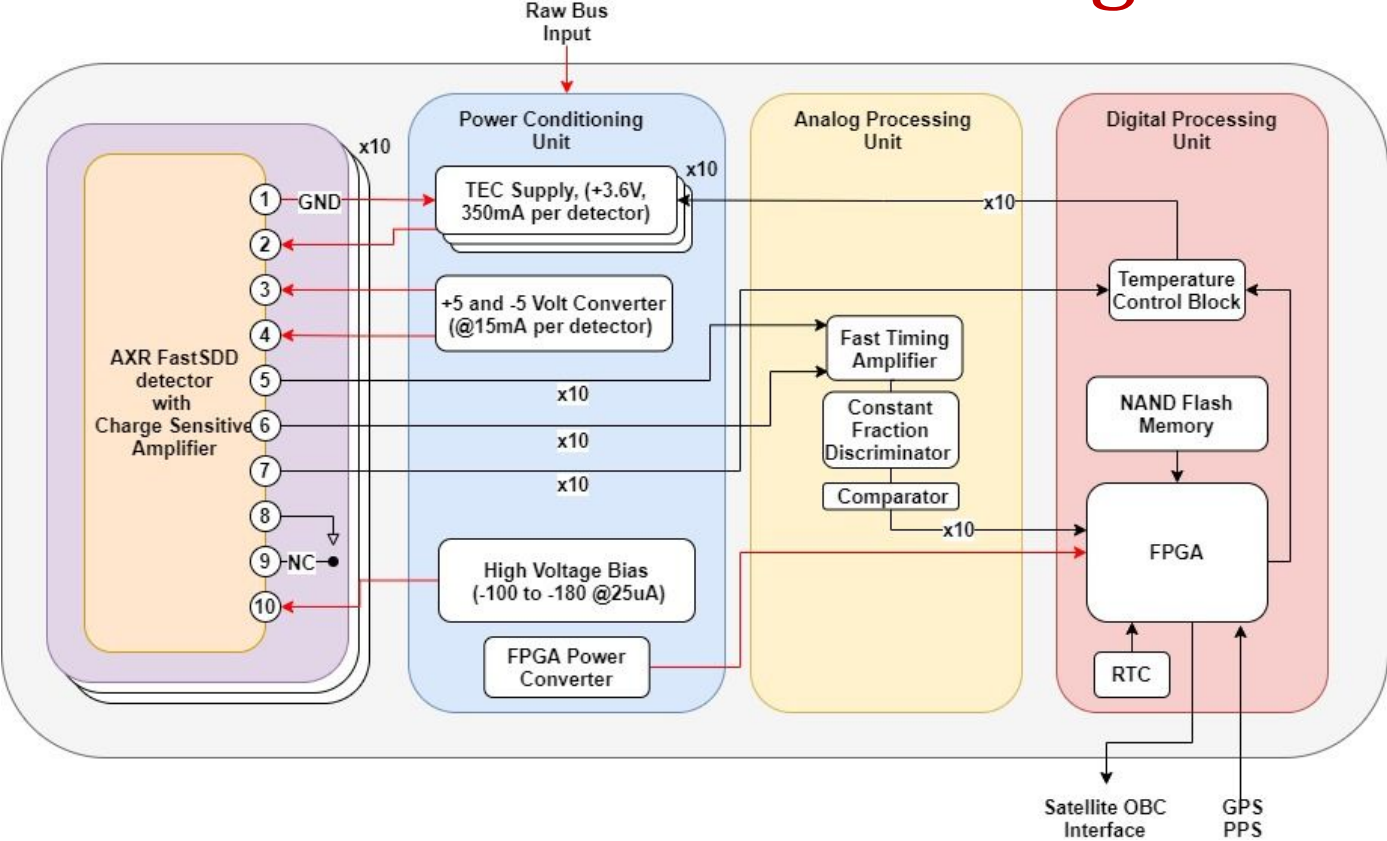 Raw Bus
Input
x10
AXR FastSDD
detector
with
Charge Sensitive
Amplifier
1
GND
2
3
4
5
6
7
8
9
NC
10
Power Conditioning
Unit
x10
TEC Supply, (+3.6V,
350mA per detector)
+5 and -5 Volt Converter
(@15mA per detector)
x10
x10
x10
High Voltage Bias
(-100 to -180 @25uA)
FPGA Power
Converter
Analog Processing
Unit
Fast Timing
Amplifier
Constant
Fraction
Discriminator
Comparator
x10
x10
Digital Processing
Unit
Temperature
Control Block
NAND Flash
Memory
FPGA
RTC
Satellite OBC
Interface
GPS
PPS